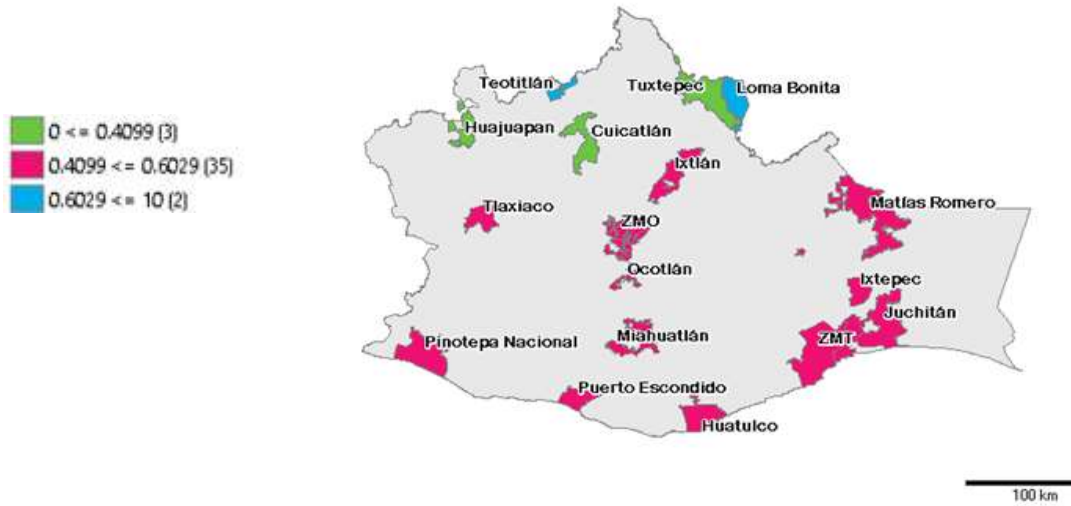 0 <= 0.4099 (3)
0.4099 <= 0.6029 (35)
0.6029 <= 10 (2)
Teotitlán
Tuxtepec
Loma Bonita
Huajuapan
Cuicatlán
Ixtlán
Tlaxiaco
ZMO
Matías Romero
Ocotlán
Ixtepec
Juchitán
Pinotepa Nacional
Miahuatlán
ZMT
Puerto Escondido
Huatulco
100 km